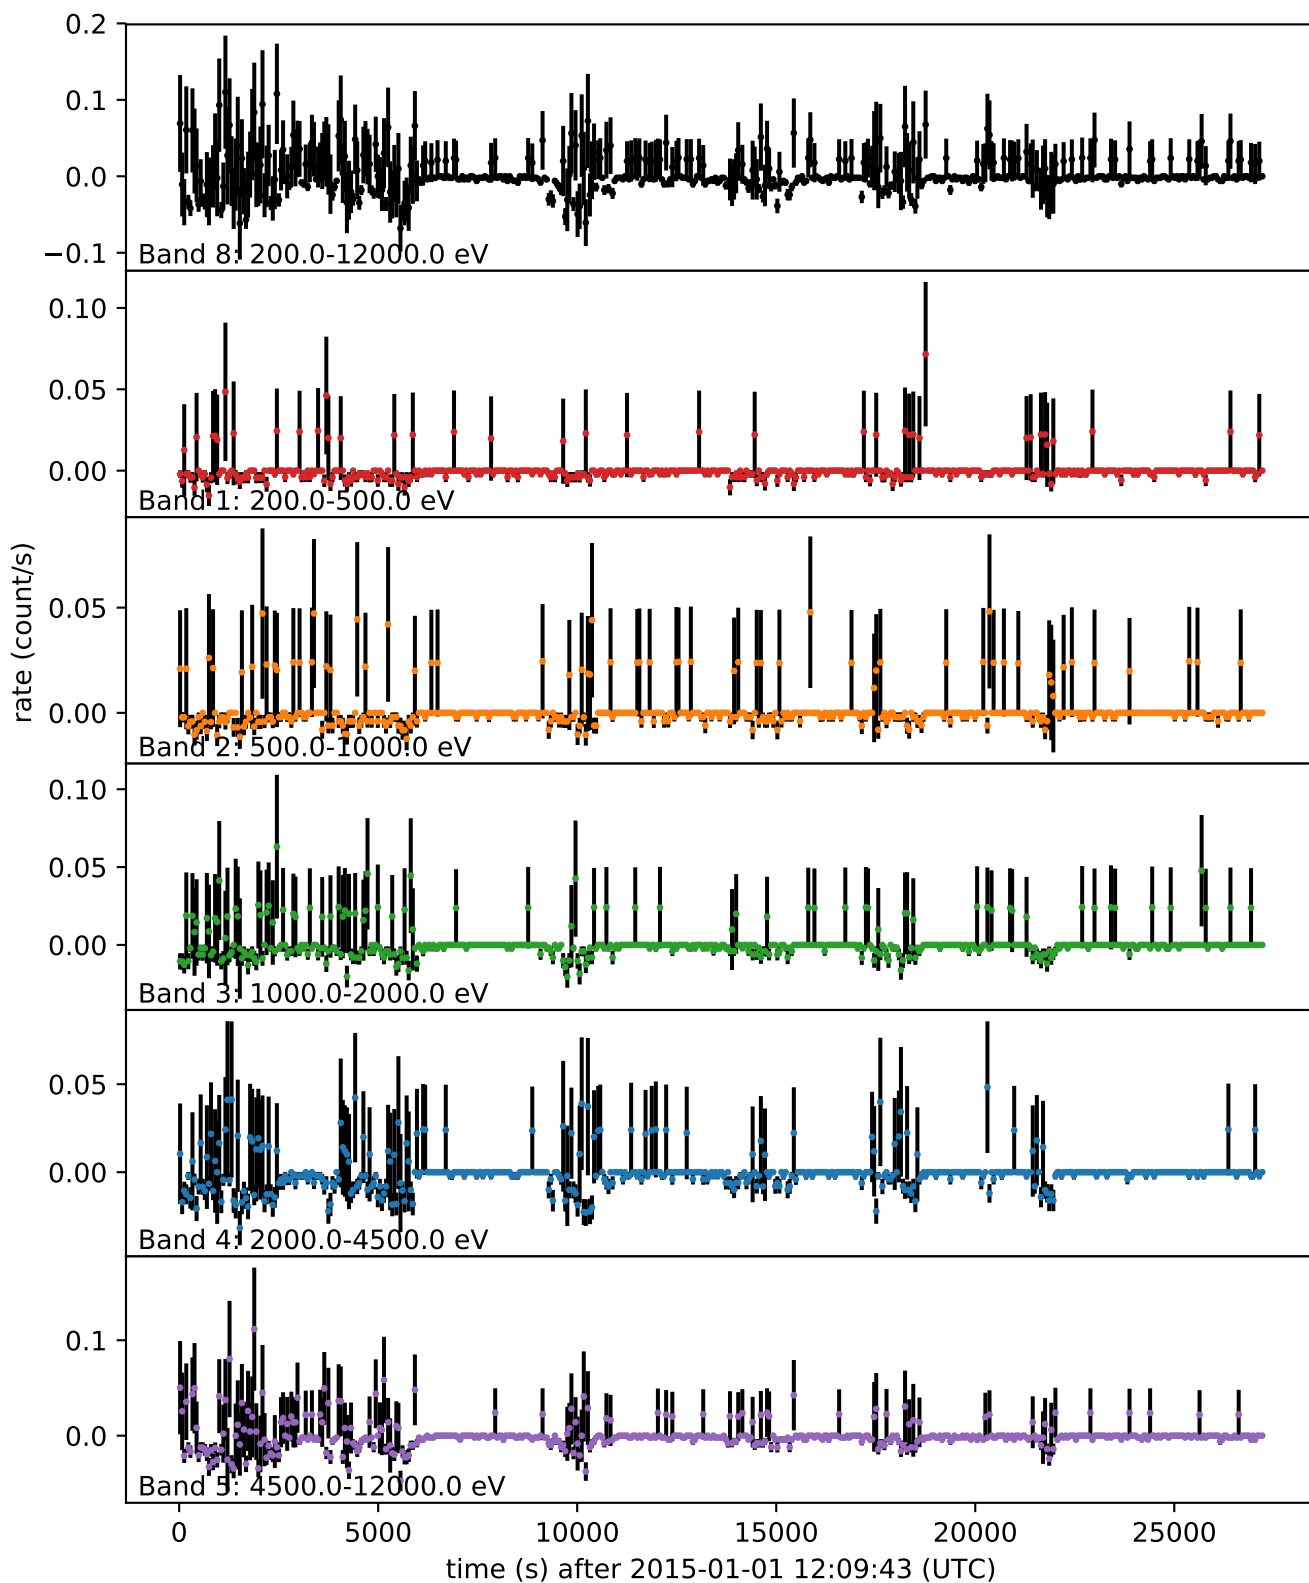 0.2
0.1
0.0
−0.1
Band 8: 200.0-12000.0 eV
0.10
0.05
0.00
Band 1: 200.0-500.0 eV
0.05
0.00
Band 2: 500.0-1000.0 eV
rate (count/s)
0.10
0.05
0.00
Band 3: 1000.0-2000.0 eV
0.05
0.00
Band 4: 2000.0-4500.0 eV
0.1
0.0
Band 5: 4500.0-12000.0 eV
0 5000 10000 15000 20000 25000
time (s) after 2015-01-01 12:09:43 (UTC)